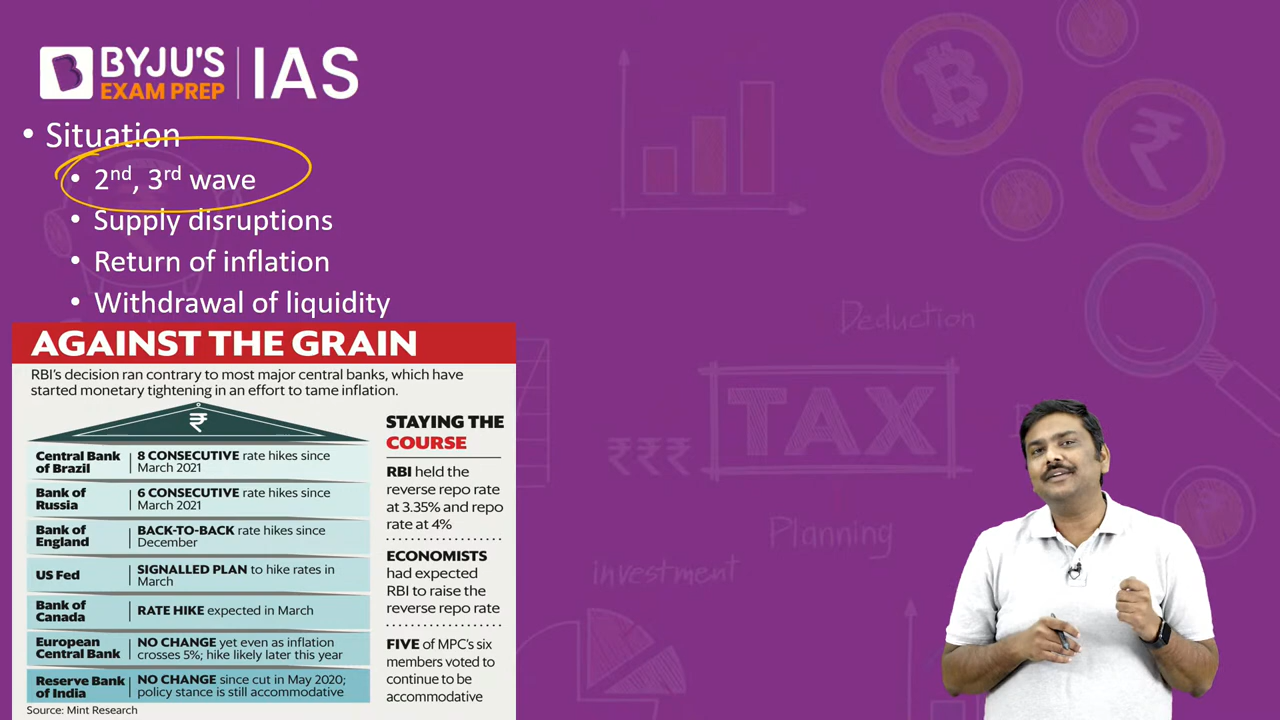 BYJU'S
EXAM PREP
IAS
• Situation
• 2nd, 3rd wave
• Supply disruptions
• Return of inflation
• Withdrawal of liquidity
AGAINST THE GRAIN
RBI's decision ran contrary to most major central banks, which have
started monetary tightening in an effort to tame inflation.
₹
Central Bank
of Brazil
8 CONSECUTIVE rate hikes since
March 2021
Bank of
Russia
6 CONSECUTIVE rate hikes since
March 2021
Bank of
England
BACK-TO-BACK rate hikes since
December
US Fed
SIGNALLED PLAN to hike rates in
March
Bank of
Canada
RATE HIKE expected in March
European
Central Bank
NO CHANGE yet even as inflation
crosses 5%; hike likely later this year
Reserve Bank
of India
NO CHANGE since cut in May 2020;
policy stance is still accommodative
Source: Mint Research
STAYING THE
COURSE
RBI held the
reverse repo rate
at 3.35% and repo
rate at 4%
ECONOMISTS
had expected
RBI to raise the
reverse repo rate
FIVE of MPC's six
members voted to
continue to be
accommodative
₿
₹
Deduction
TAX
₹₹₹
Planning
investment